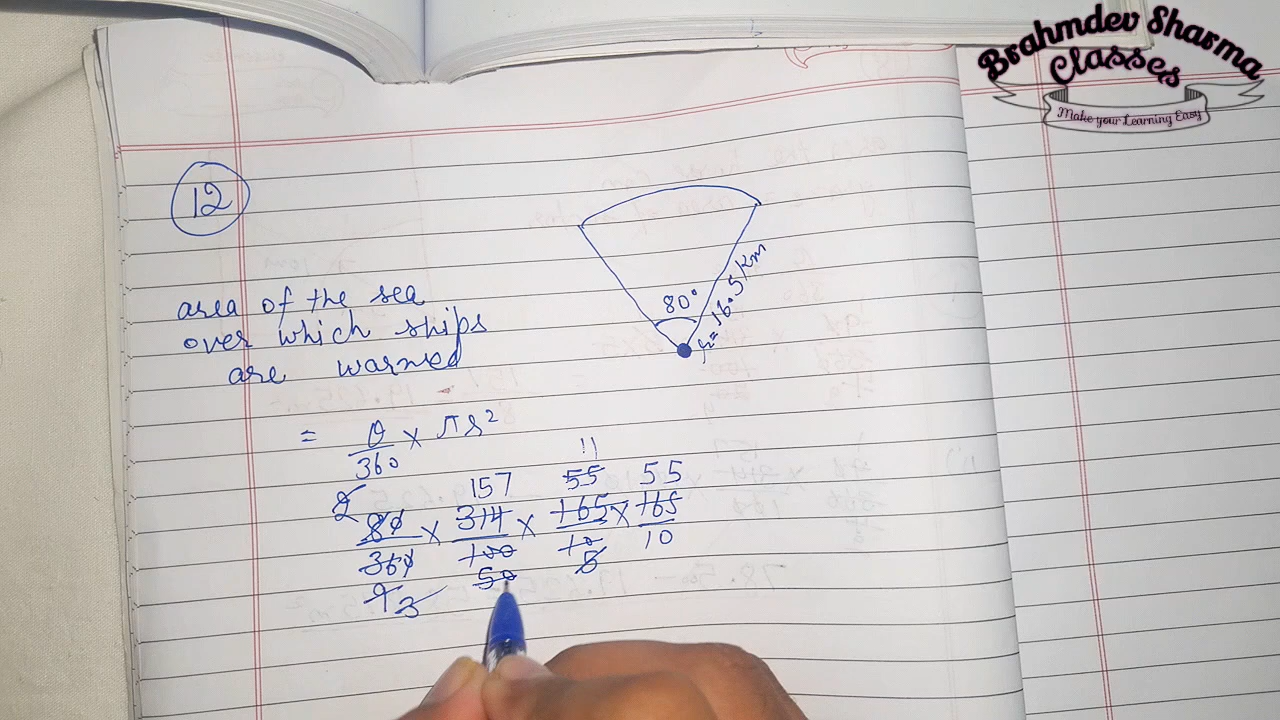 Brahmdev Sharma
Classes
Make your Learning Easy
12
80°
r = 16.5 km
area of the sea
over which ships
are warned
= θ/360 × πr²
2 157 11
55 55
80/360 × 314/100 × 165/10 × 165/10
9 3 50 5